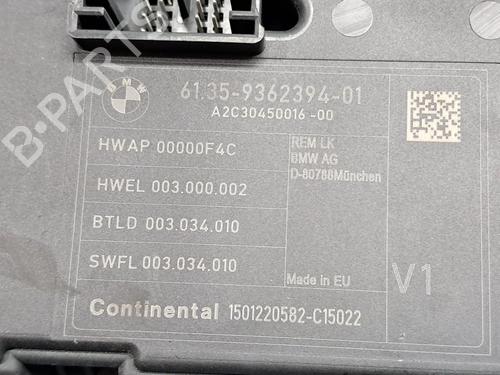 BMW
61.35-9362394-01
A2C30450016-00
HWAP 00000F4C
HWEL 003.000.002
BTLD 003.034.010
SWFL 003.034.010
REM LK
BMW AG
D-80788München
Made in EU
V1
Continental 1501220582-C15022
B-PARTS